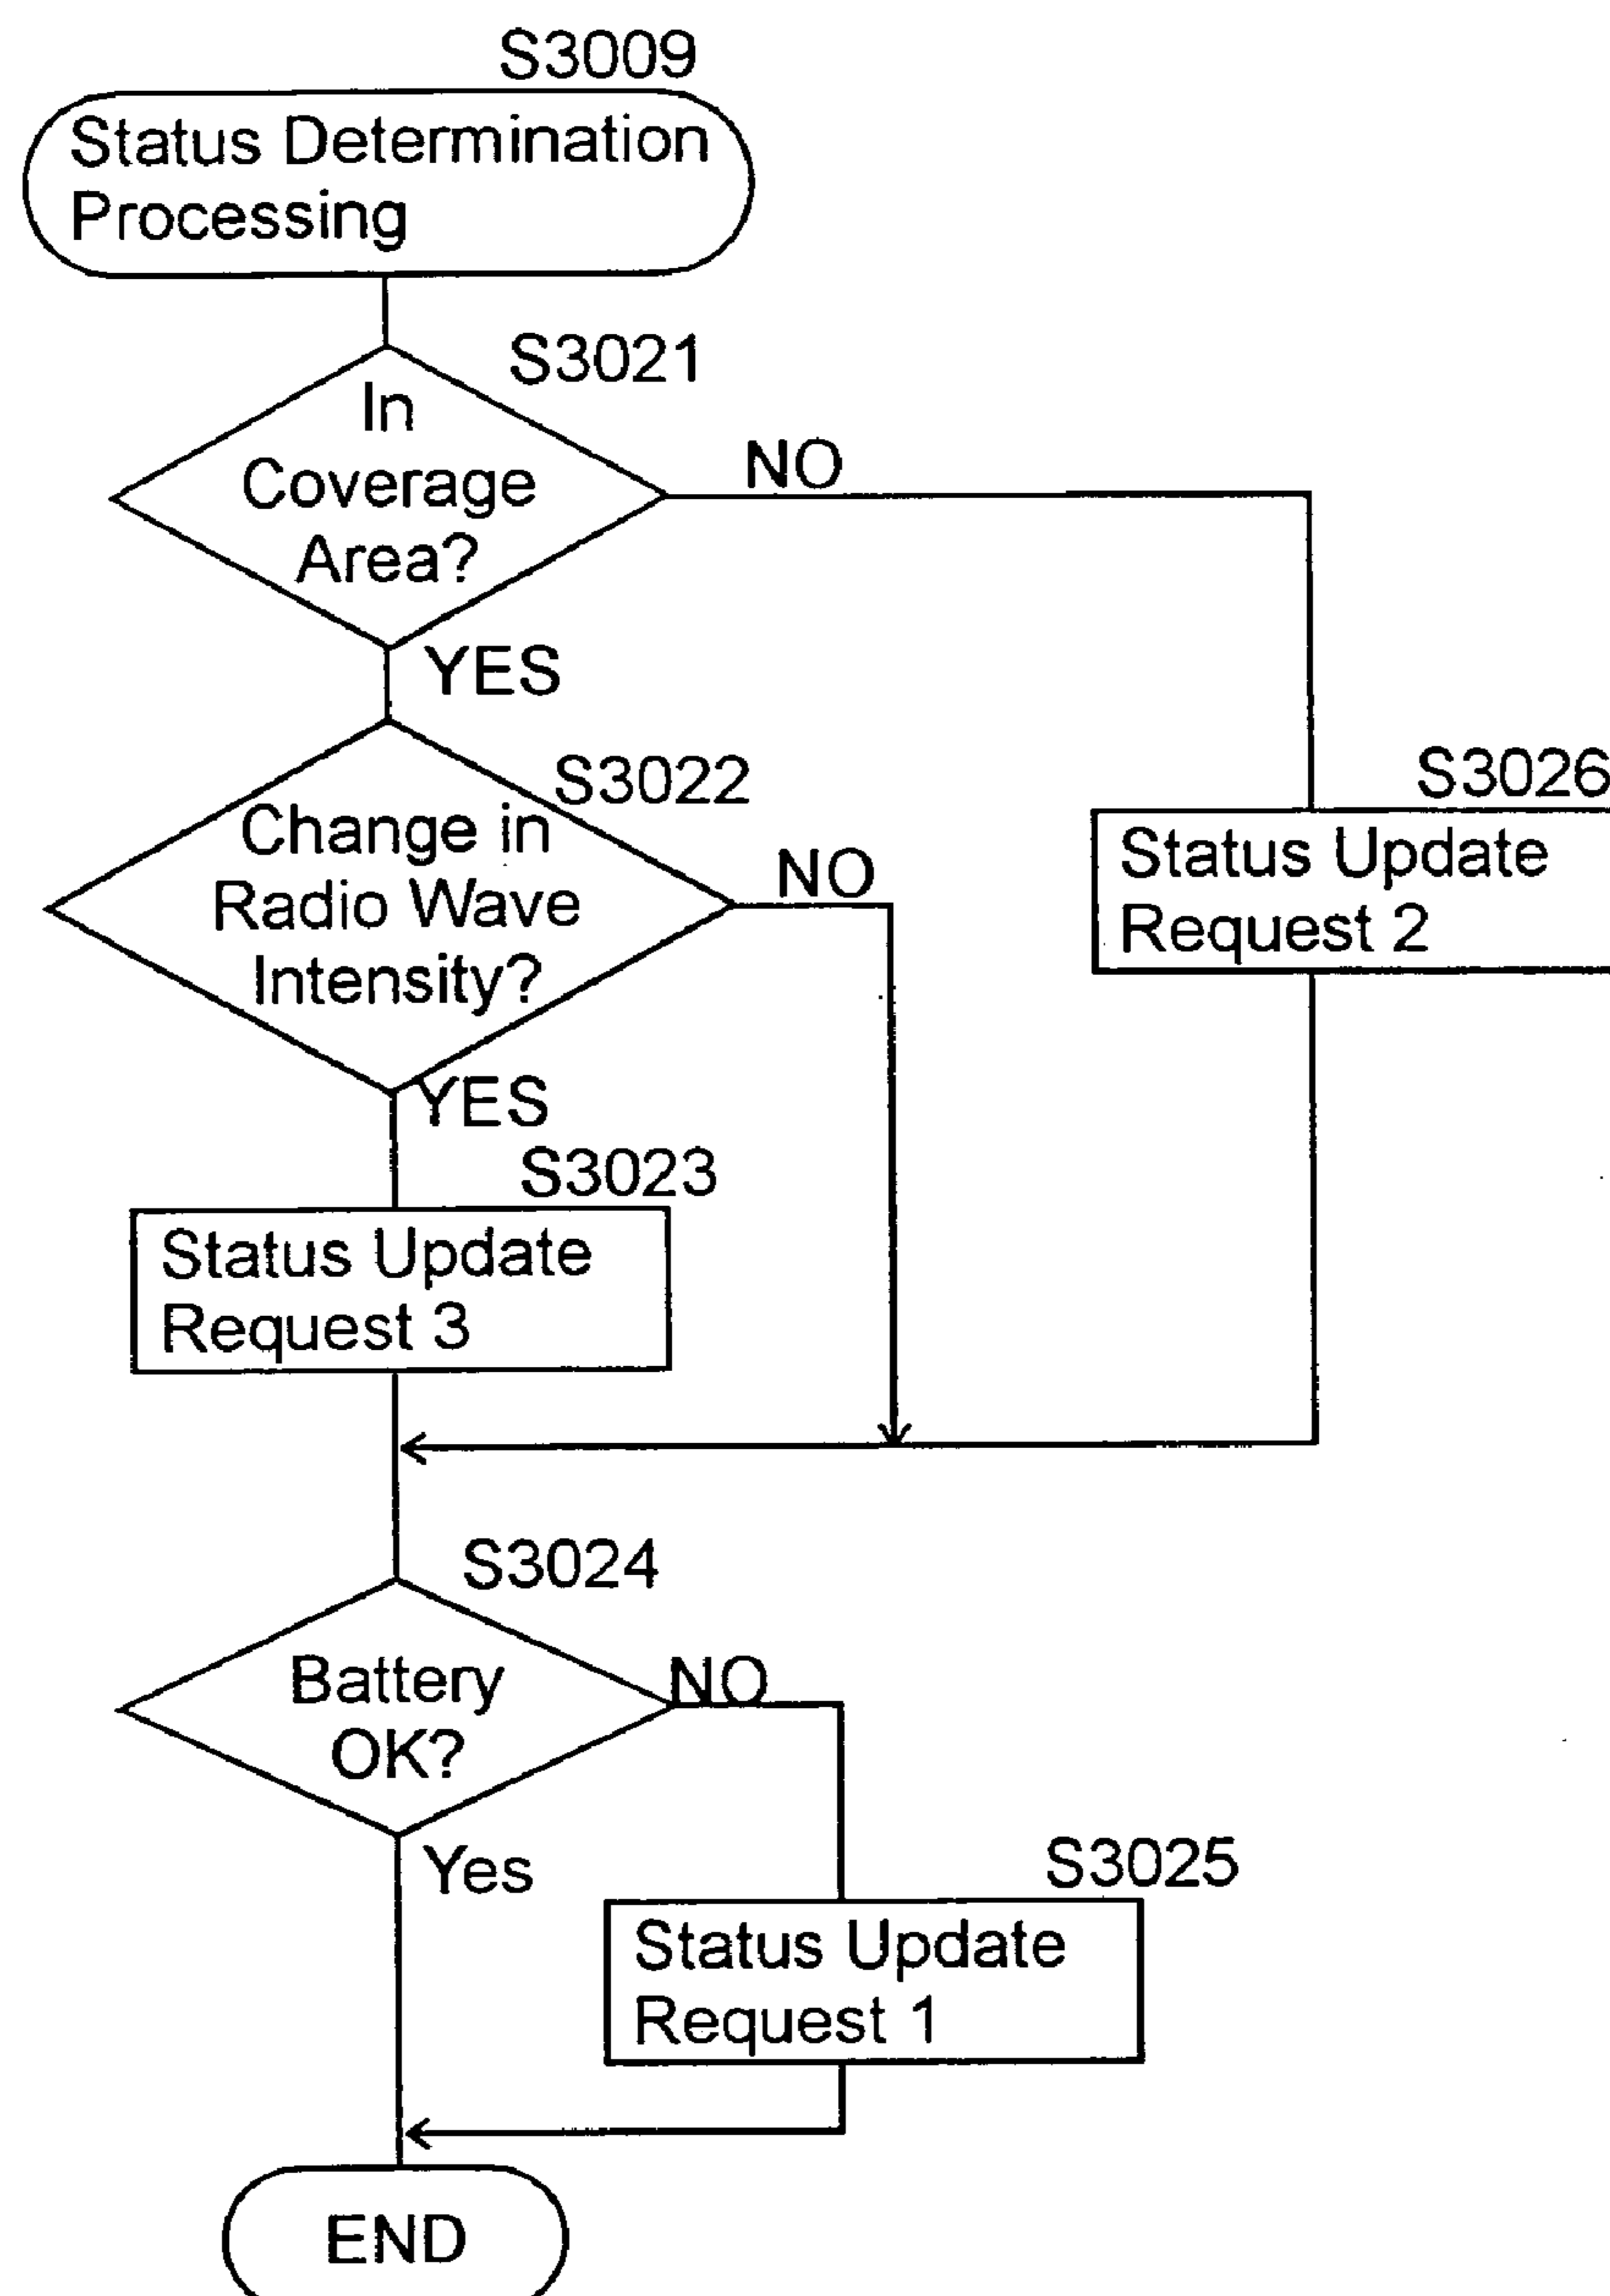 S3009
Status Determination
Processing
S3021
In
Coverage
Area?
NO
YES
S3022
Change in
Radio Wave
Intensity?
NO
S3026
Status Update
Request 2
YES
S3023
Status Update
Request 3
S3024
Battery
OK?
NO
Yes
S3025
Status Update
Request 1
END